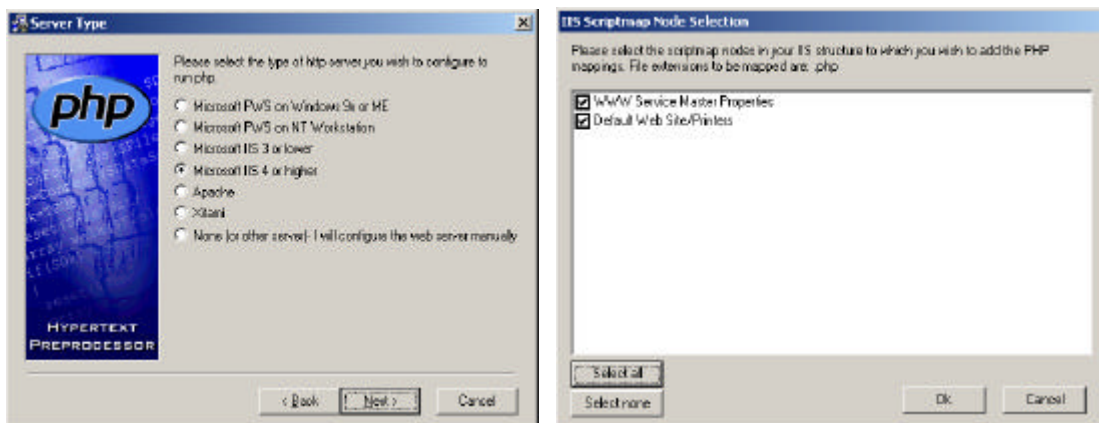 Server Type
php
HYPERTEXT
PREPROCESSOR
Please select the type of http server you wish to configure to
run php.
Microsoft PWS on Windows 9x or ME
Microsoft PWS on NT Workstation
Microsoft IIS 3 or lower
Microsoft IIS 4 or higher
Apache
Xitami
None (or other server)- I will configure the web server manually
< Back
Next >
Cancel
IIS Scriptmap Node Selection
Please select the scriptmap nodes in your IIS structure to which you wish to add the PHP
mappings. File extensions to be mapped are: .php
WWW Service Master Properties
Default Web Site/Printers
Select all
Select none
Ok
Cancel